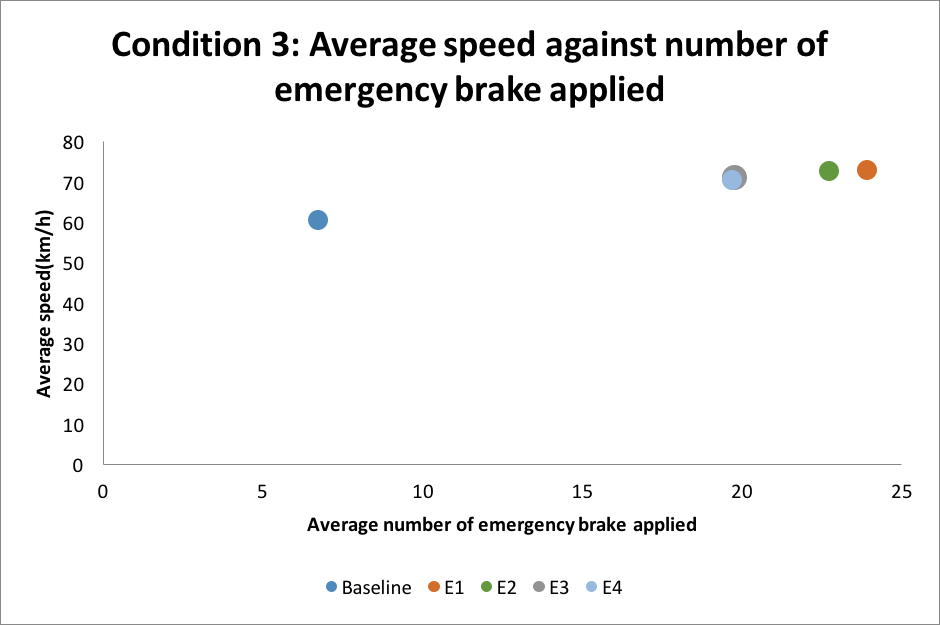 Condition 3: Average speed against number of
emergency brake applied
Average speed(km/h)
80
70
60
50
40
30
20
10
0
0 5 10 15 20 25
Average number of emergency brake applied
Baseline E1 E2 E3 E4